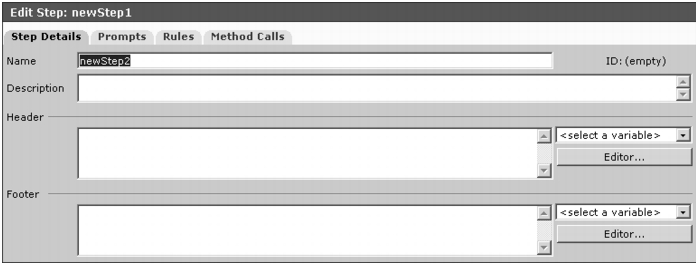 Edit Step: newStep1
Step Details Prompts Rules Method Calls
Name newStep2 ID: (empty)
Description
Header
<select a variable>
Editor...
Footer
<select a variable>
Editor...